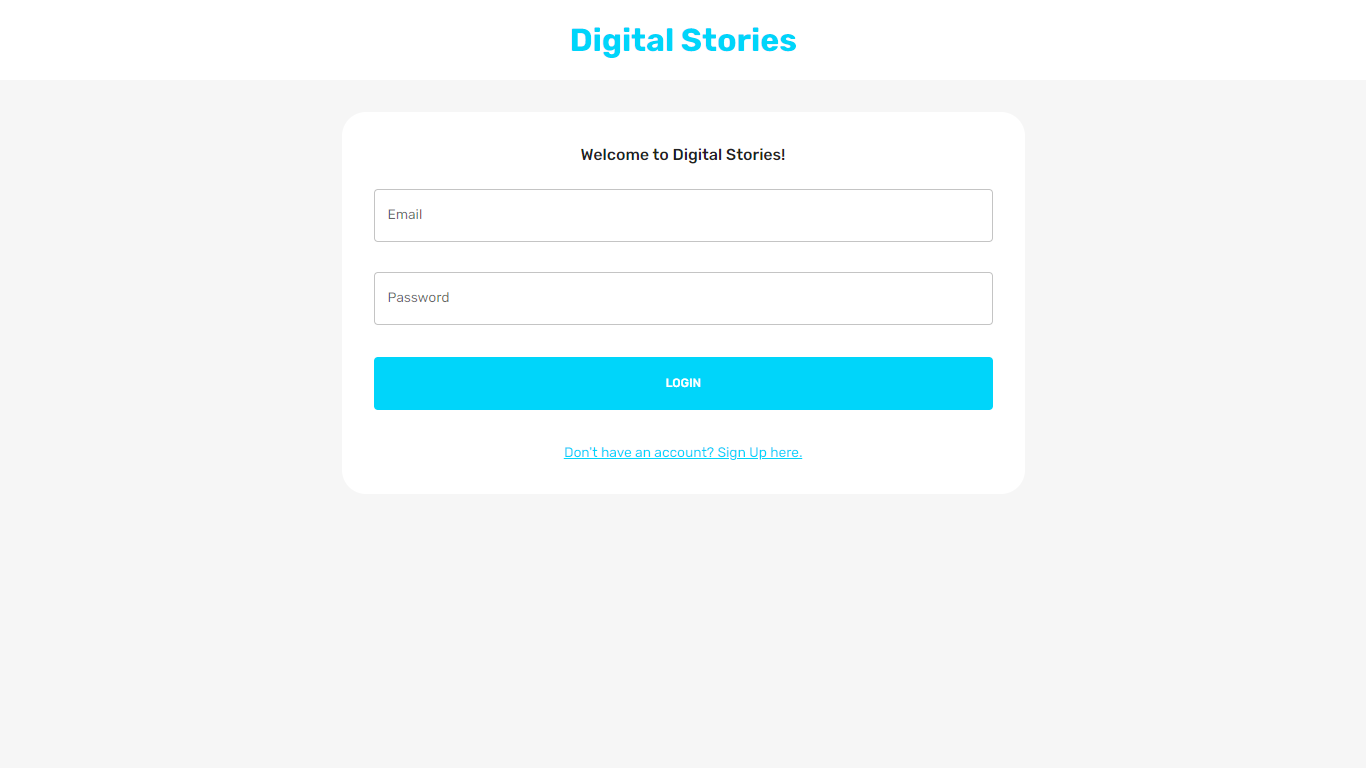 Digital Stories
Welcome to Digital Stories!
Email
Password
LOGIN
Don't have an account? Sign Up here.